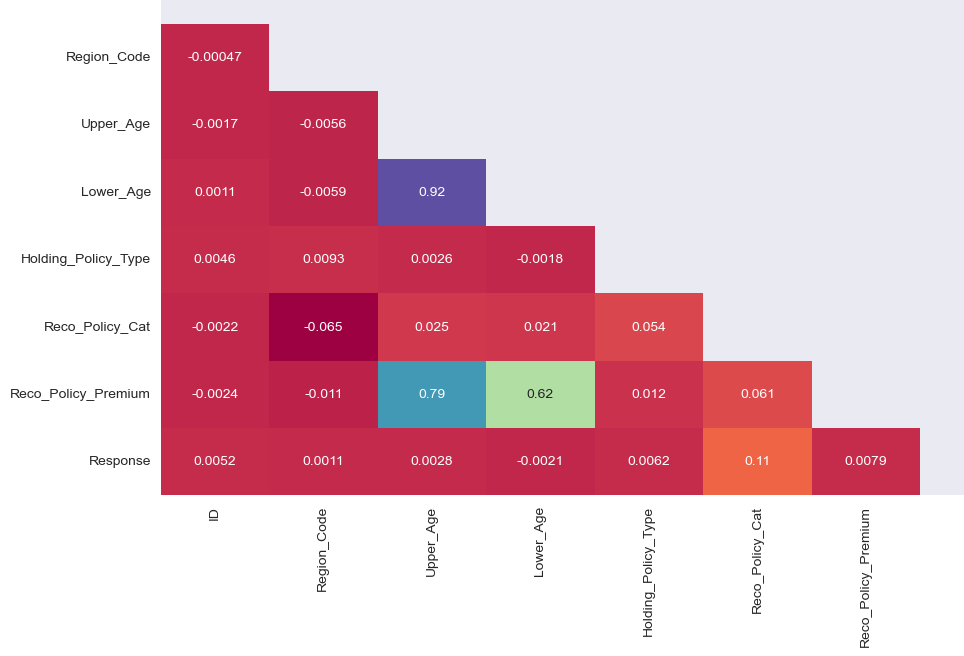 Region_Code -0.00047
Upper_Age -0.0017 -0.0056
Lower_Age 0.0011 -0.0059 0.92
Holding_Policy_Type 0.0046 0.0093 0.0026 -0.0018
Reco_Policy_Cat -0.0022 -0.065 0.025 0.021 0.054
Reco_Policy_Premium -0.0024 -0.011 0.79 0.62 0.012 0.061
Response 0.0052 0.0011 0.0028 -0.0021 0.0062 0.11 0.0079
ID
Region_Code
Upper_Age
Lower_Age
Holding_Policy_Type
Reco_Policy_Cat
Reco_Policy_Premium